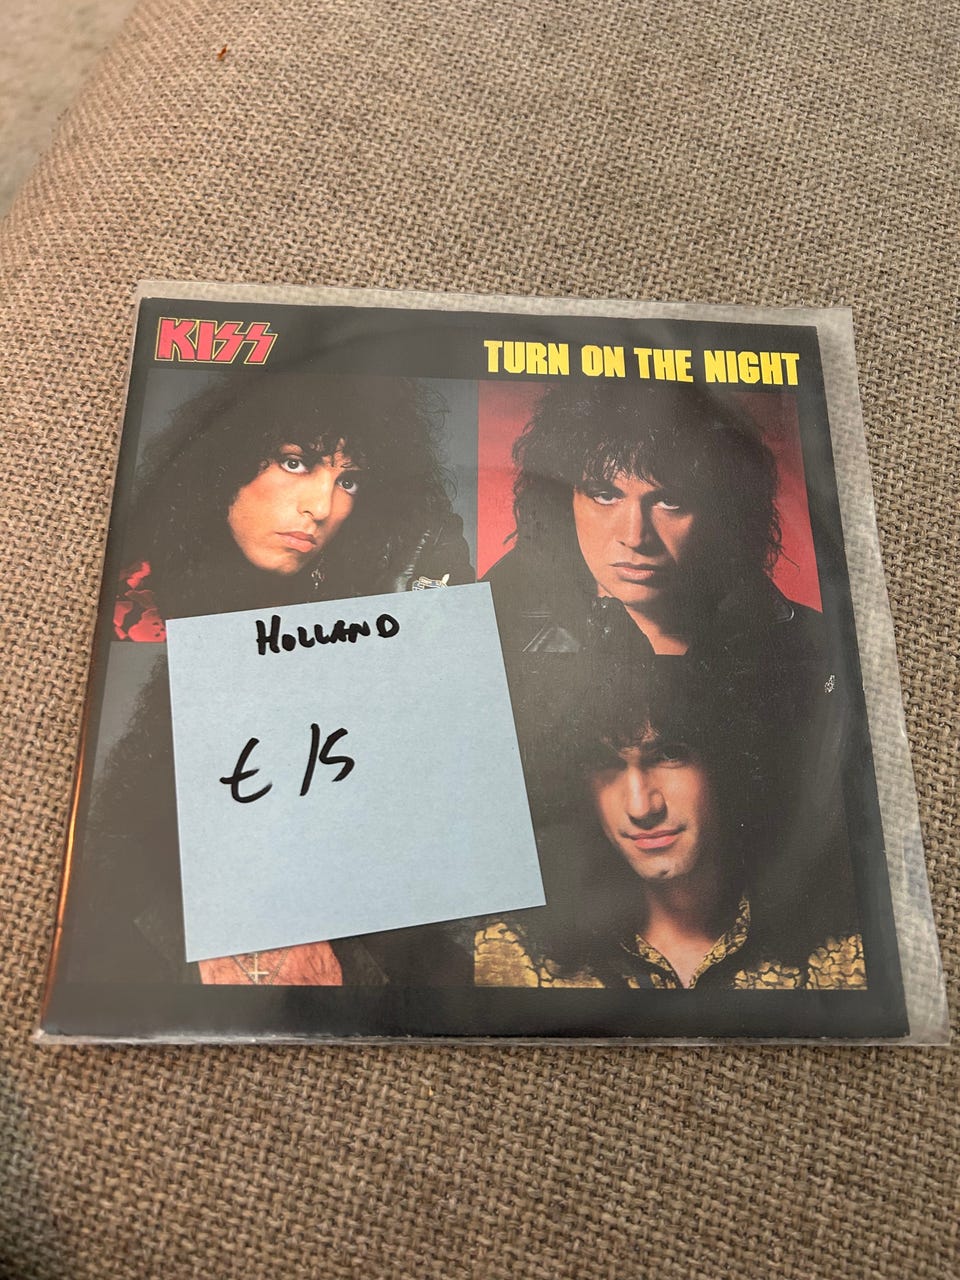 KISS
TURN ON THE NIGHT
HOLLAND
€ 15